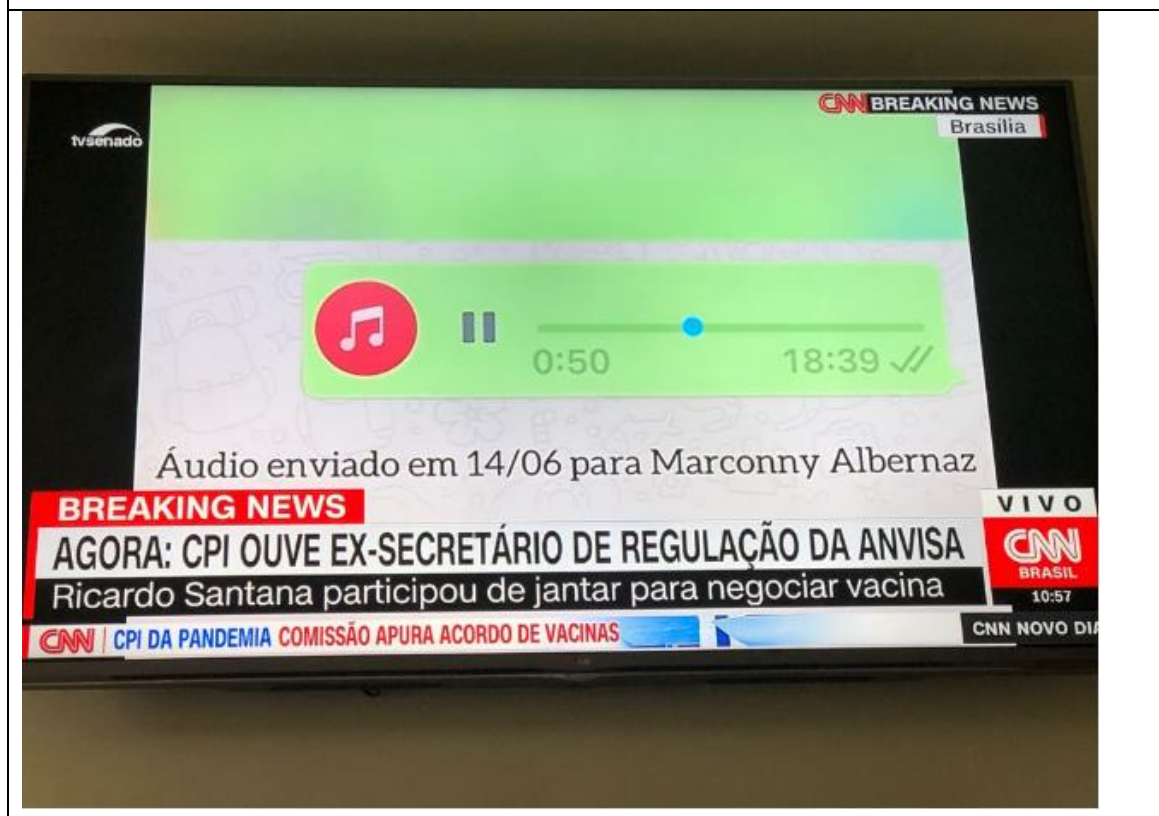 CNN BREAKING NEWS
Brasília
tvsenado
0:50 18:39
Áudio enviado em 14/06 para Marconny Albernaz
BREAKING NEWS
VIVO
AGORA: CPI OUVE EX-SECRETÁRIO DE REGULAÇÃO DA ANVISA
CNN
BRASIL
Ricardo Santana participou de jantar para negociar vacina
10:57
CNN CPI DA PANDEMIA COMISSÃO APURA ACORDO DE VACINAS
CNN NOVO DIA
LG